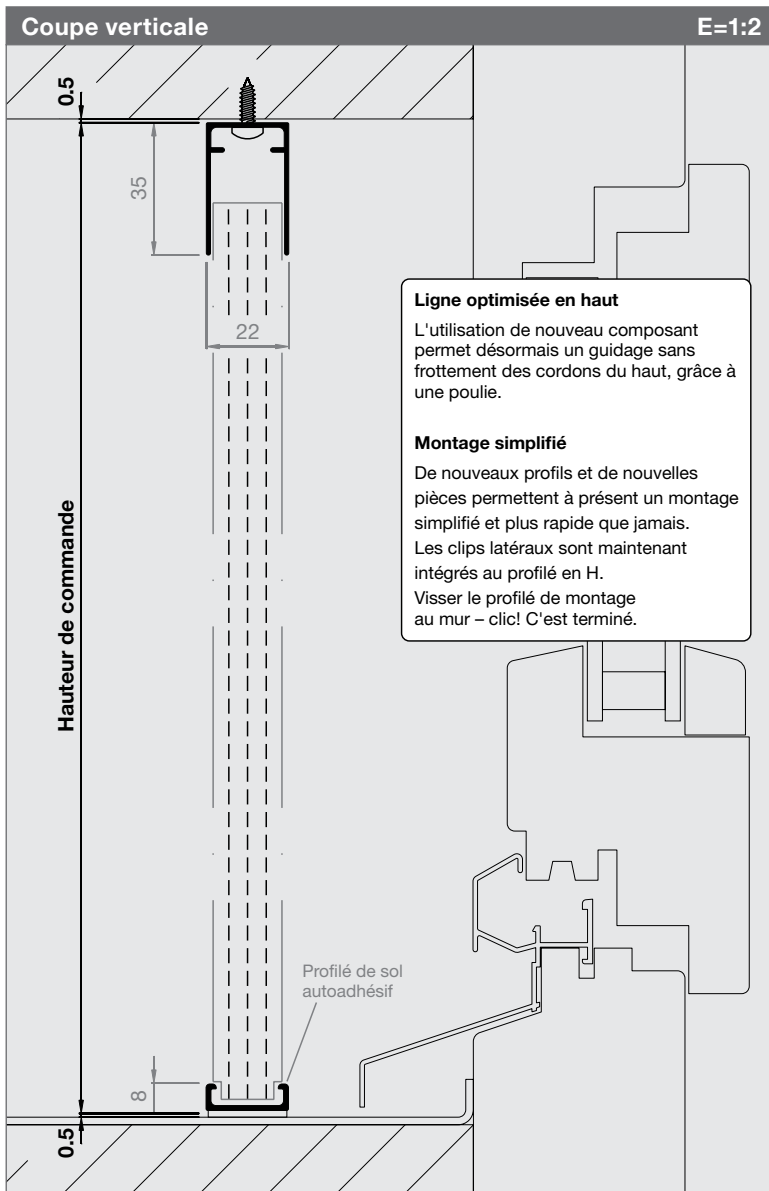 Coupe verticale E=1:2
0.5
35
22
Ligne optimisée en haut
L'utilisation de nouveau composant
permet désormais un guidage sans
frottement des cordons du haut, grâce à
une poulie.
Montage simplifié
De nouveaux profils et de nouvelles
pièces permettent à présent un montage
simplifié et plus rapide que jamais.
Les clips latéraux sont maintenant
intégrés au profilé en H.
Visser le profilé de montage
au mur – clic! C'est terminé.
Hauteur de commande
Profilé de sol
autoadhésif
8
0.5